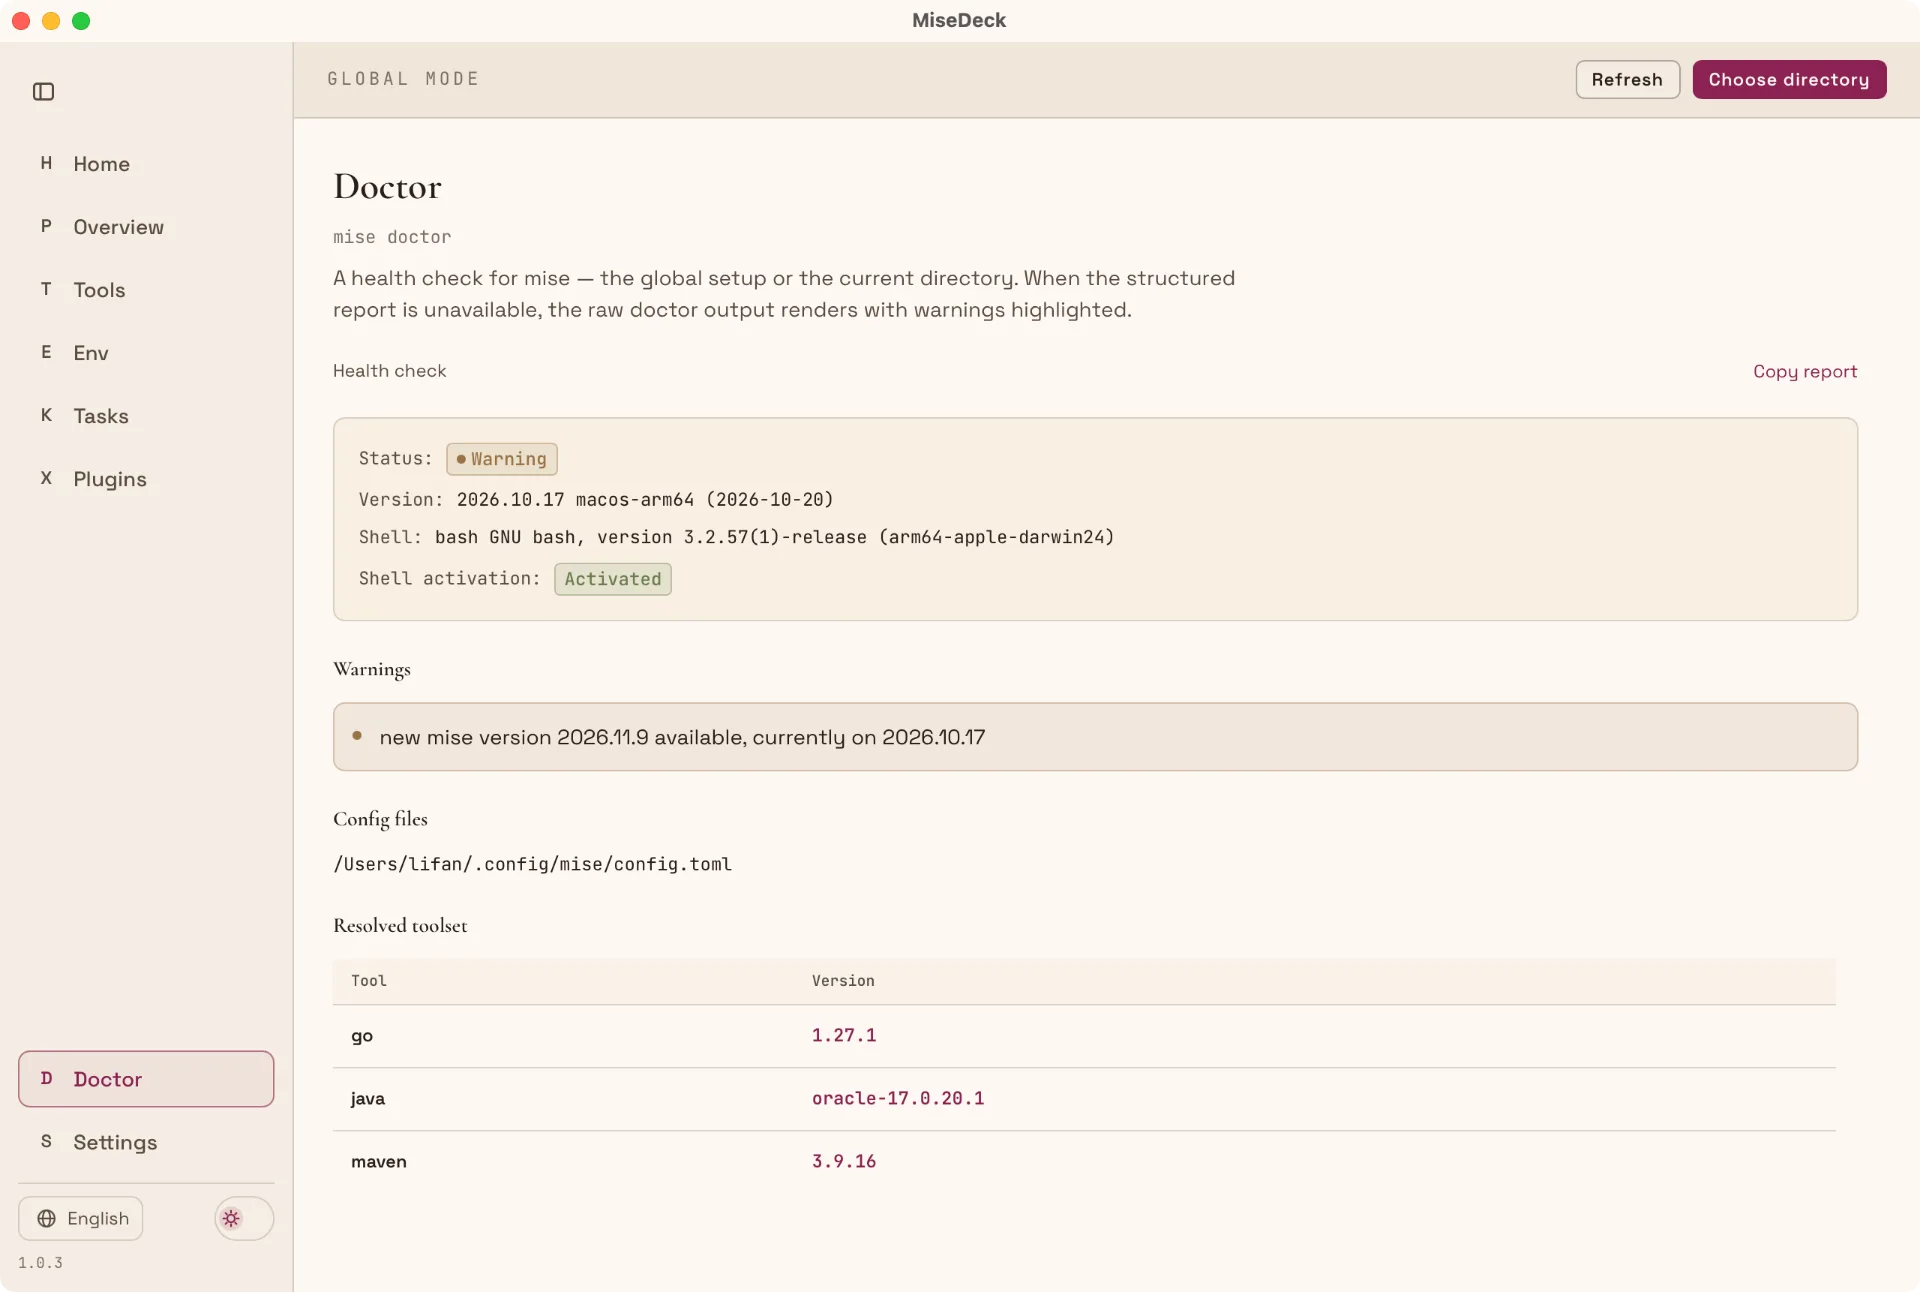 MiseDeck
GLOBAL MODE
Refresh
Choose directory
H Home
P Overview
T Tools
E Env
K Tasks
X Plugins
D Doctor
S Settings
English
1.0.3
Doctor
mise doctor
A health check for mise — the global setup or the current directory. When the structured
report is unavailable, the raw doctor output renders with warnings highlighted.
Health check
Copy report
Status: Warning
Version: 2026.10.17 macos-arm64 (2026-10-20)
Shell: bash GNU bash, version 3.2.57(1)-release (arm64-apple-darwin24)
Shell activation: Activated
Warnings
new mise version 2026.11.9 available, currently on 2026.10.17
Config files
/Users/lifan/.config/mise/config.toml
Resolved toolset
Tool Version
go 1.27.1
java oracle-17.0.20.1
maven 3.9.16